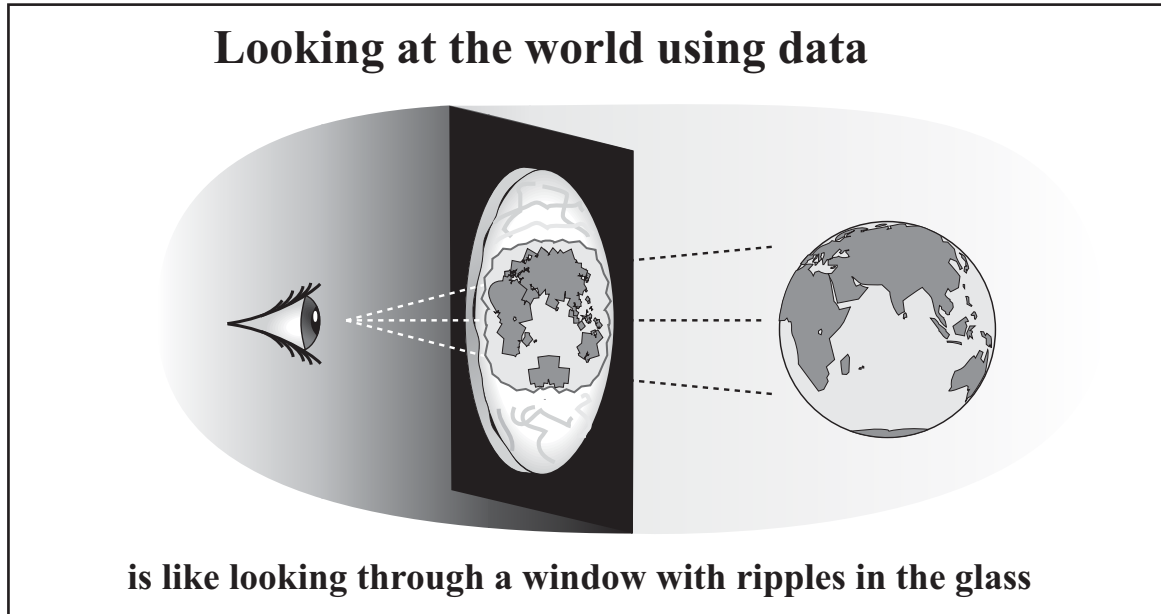 Looking at the world using data
is like looking through a window with ripples in the glass